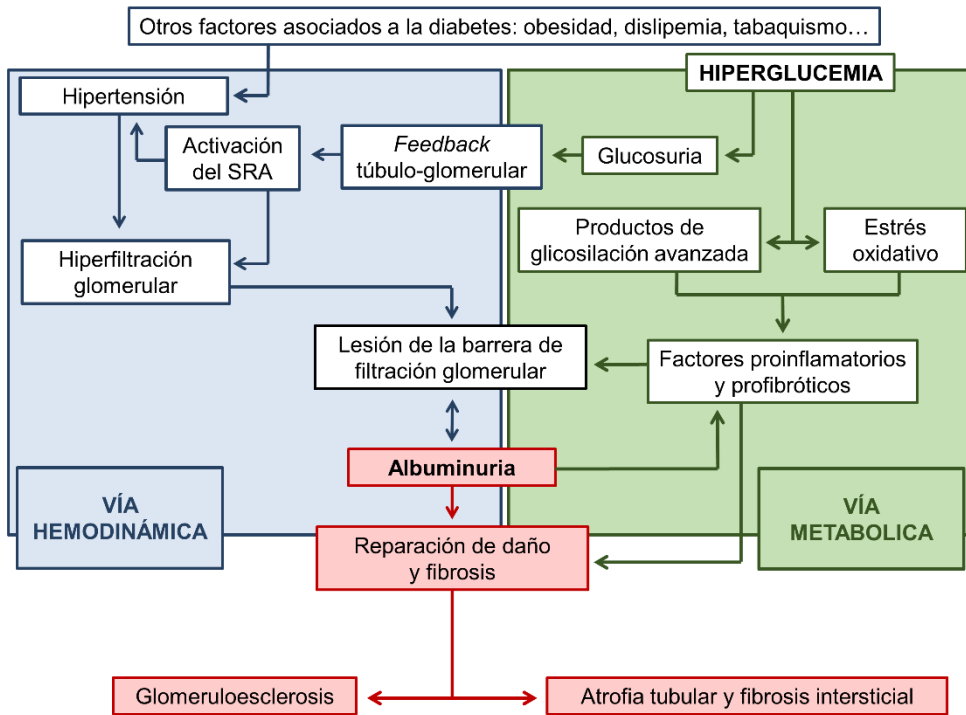 Otros factores asociados a la diabetes: obesidad, dislipemia, tabaquismo…
HIPERGLUCEMIA
Hipertensión
Activación
del SRA
Feedback
túbulo-glomerular
Glucosuria
Productos de
glicosilación avanzada
Estrés
oxidativo
Hiperfiltración
glomerular
Lesión de la barrera de
filtración glomerular
Factores proinflamatorios
y profibróticos
Albuminuria
VÍA
HEMODINÁMICA
VÍA
METABOLICA
Reparación de daño
y fibrosis
Glomeruloesclerosis
Atrofia tubular y fibrosis intersticial